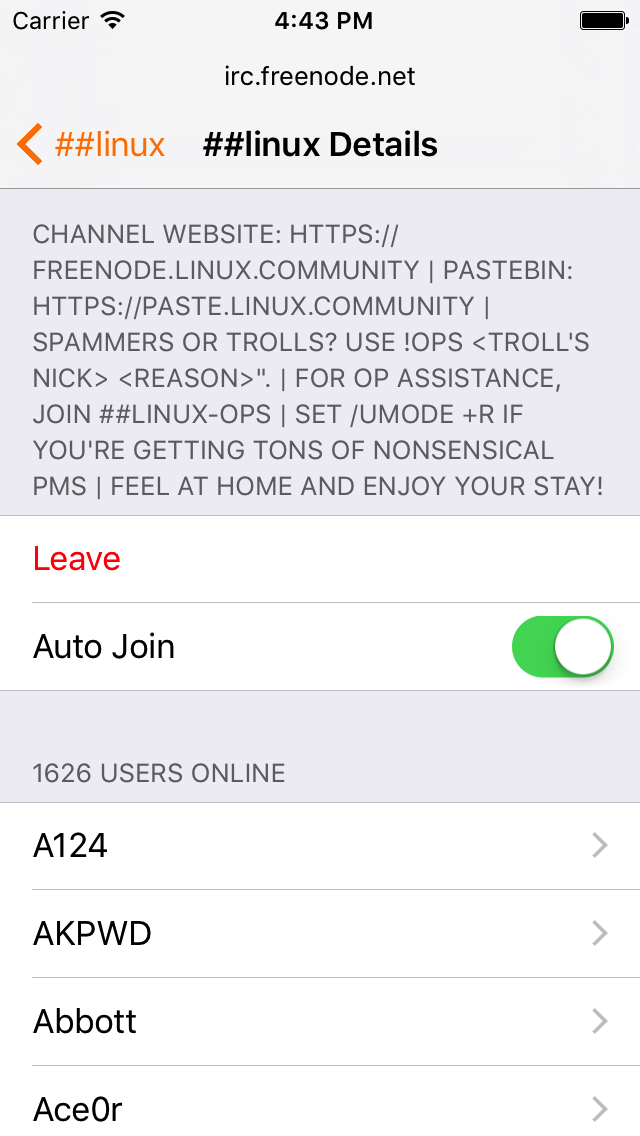 Carrier 4:43 PM
irc.freenode.net
##linux ##linux Details
CHANNEL WEBSITE: HTTPS://
FREENODE.LINUX.COMMUNITY | PASTEBIN:
HTTPS://PASTE.LINUX.COMMUNITY |
SPAMMERS OR TROLLS? USE !OPS <TROLL'S
NICK> <REASON>". | FOR OP ASSISTANCE,
JOIN ##LINUX-OPS | SET /UMODE +R IF
YOU'RE GETTING TONS OF NONSENSICAL
PMS | FEEL AT HOME AND ENJOY YOUR STAY!
Leave
Auto Join
1626 USERS ONLINE
A124
AKPWD
Abbott
Ace0r